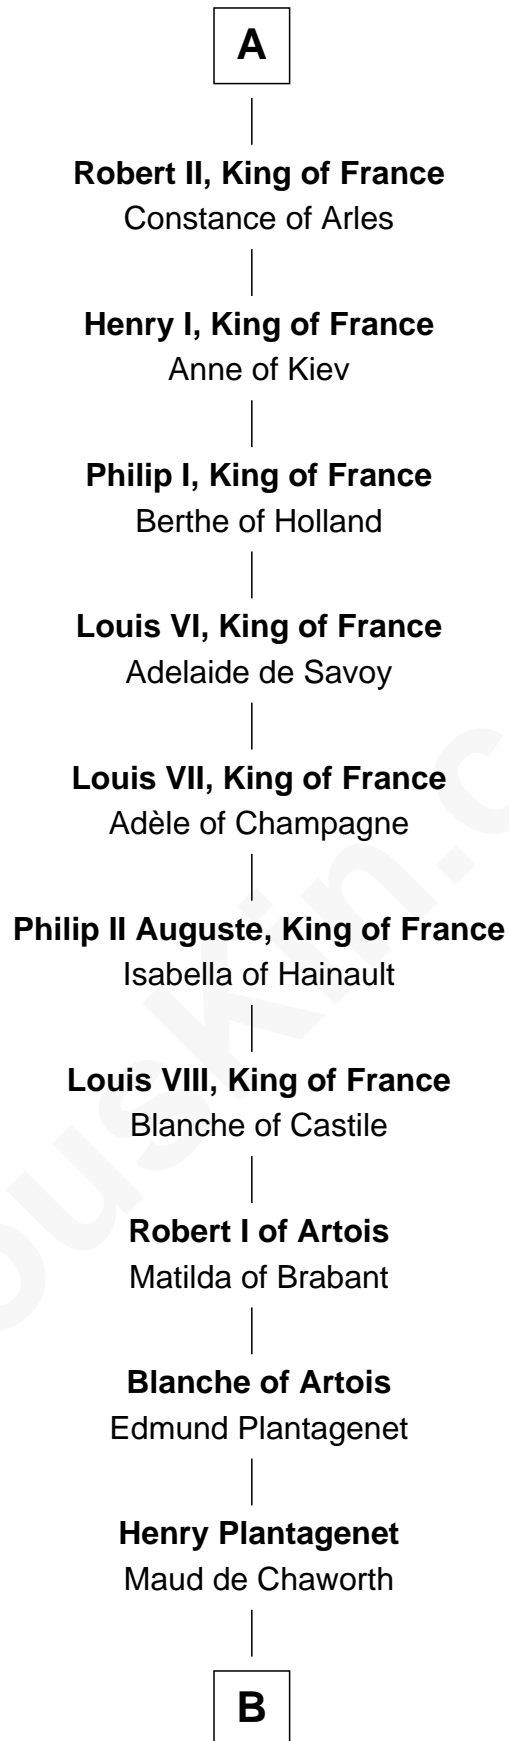 A
Robert II, King of France
Constance of Arles
Henry I, King of France
Anne of Kiev
Philip I, King of France
Berthe of Holland
Louis VI, King of France
Adelaide de Savoy
Louis VII, King of France
Adèle of Champagne
Philip II Auguste, King of France
Isabella of Hainault
Louis VIII, King of France
Blanche of Castile
Robert I of Artois
Matilda of Brabant
Blanche of Artois
Edmund Plantagenet
Henry Plantagenet
Maud de Chaworth
B